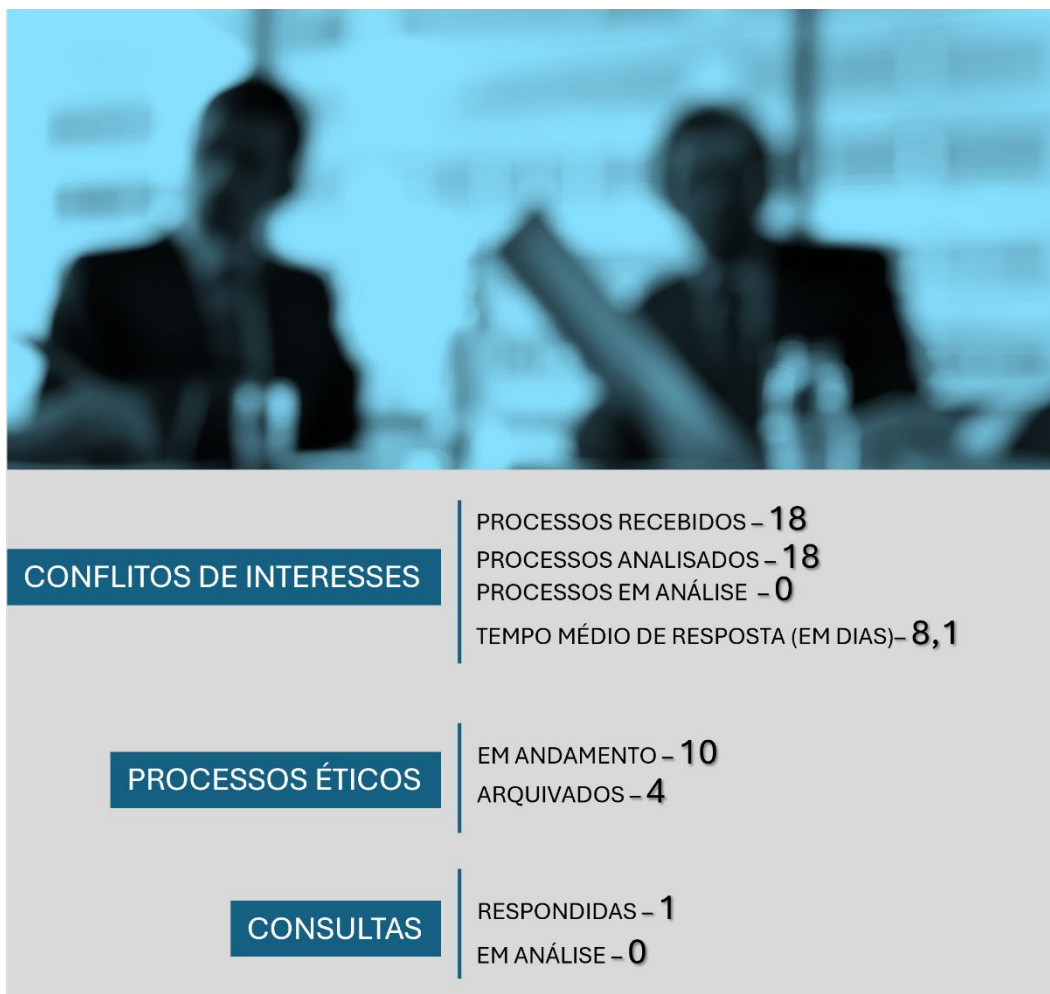 CONFLITOS DE INTERESSES
PROCESSOS RECEBIDOS – 18
PROCESSOS ANALISADOS – 18
PROCESSOS EM ANÁLISE – 0
TEMPO MÉDIO DE RESPOSTA (EM DIAS)– 8,1
PROCESSOS ÉTICOS
EM ANDAMENTO – 10
ARQUIVADOS – 4
CONSULTAS
RESPONDIDAS – 1
EM ANÁLISE – 0